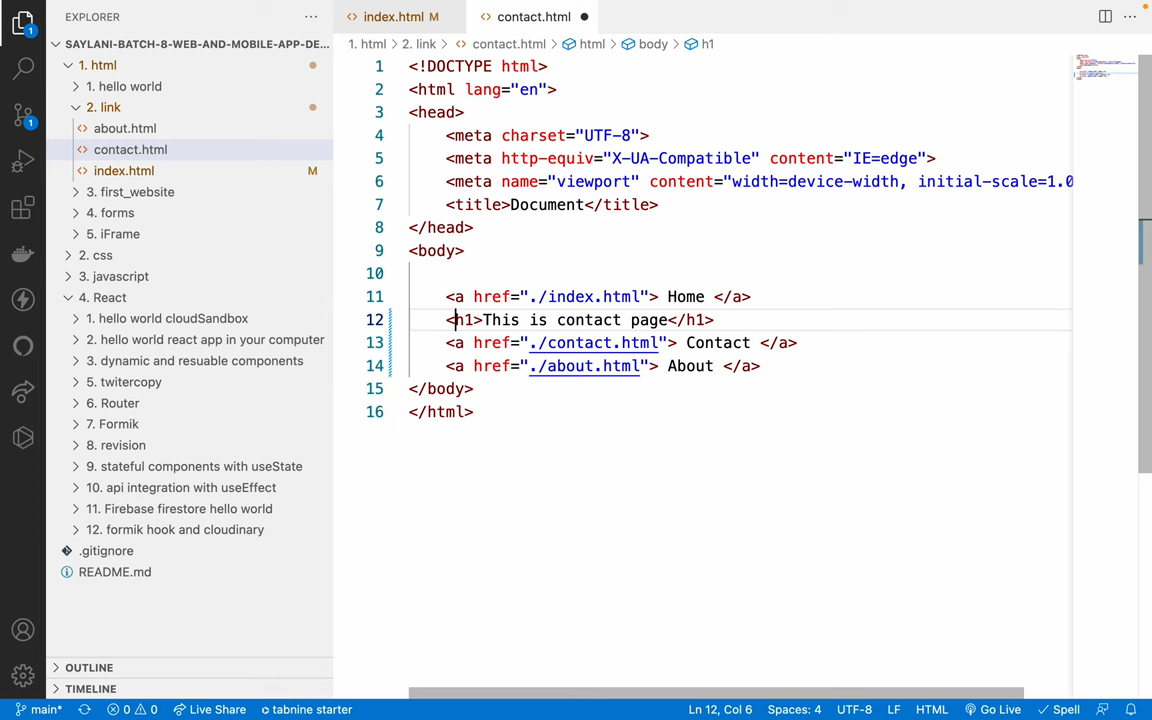 EXPLORER
SAYLANI-BATCH-8-WEB-AND-MOBILE-APP-DE...
1. html
1. hello world
2. link
about.html
contact.html
index.html M
3. first_website
4. forms
5. iFrame
2. css
3. javascript
4. React
1. hello world cloudSandbox
2. hello world react app in your computer
3. dynamic and resuable components
5. twitercopy
6. Router
7. Formik
8. revision
9. stateful components with useState
10. api integration with useEffect
11. Firebase firestore hello world
12. formik hook and cloudinary
.gitignore
README.md
OUTLINE
TIMELINE
index.html M contact.html
1. html > 2. link > contact.html > html > body > h1
1 <!DOCTYPE html>
2 <html lang="en">
3 <head>
4 <meta charset="UTF-8">
5 <meta http-equiv="X-UA-Compatible" content="IE=edge">
6 <meta name="viewport" content="width=device-width, initial-scale=1.0
7 <title>Document</title>
8 </head>
9 <body>
10
11 <a href="./index.html"> Home </a>
12 <h1>This is contact page</h1>
13 <a href="./contact.html"> Contact </a>
14 <a href="./about.html"> About </a>
15 </body>
16 </html>
1
1
main* 0 0 Live Share tabnine starter Ln 12, Col 6 Spaces: 4 UTF-8 LF HTML Go Live Spell